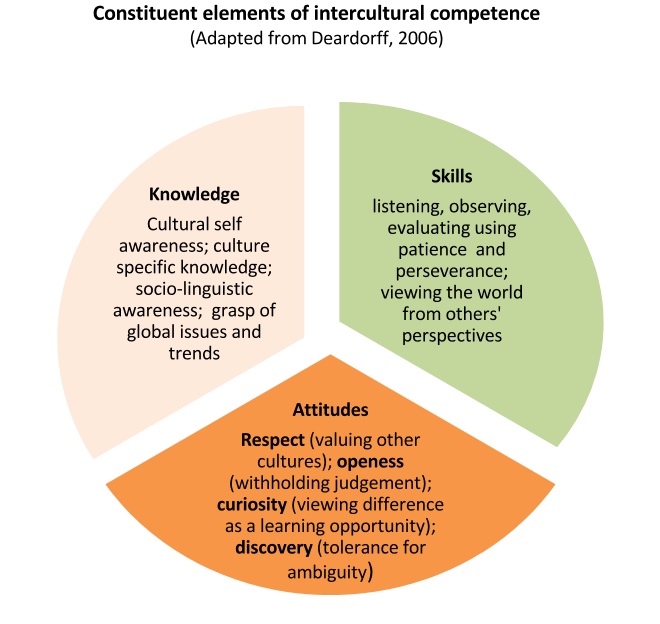 Constituent elements of intercultural competence
(Adapted from Deardorff, 2006)
Knowledge
Cultural self
awareness; culture
specific knowledge;
socio-linguistic
awareness;  grasp of
global issues and
trends
Skills
listening, observing,
evaluating using
patience  and
perseverance;
viewing the world
from others'
perspectives
Attitudes
Respect (valuing other
cultures); openess
(withholding judgement);
curiosity (viewing difference
as a learning opportunity);
discovery (tolerance for
ambiguity)